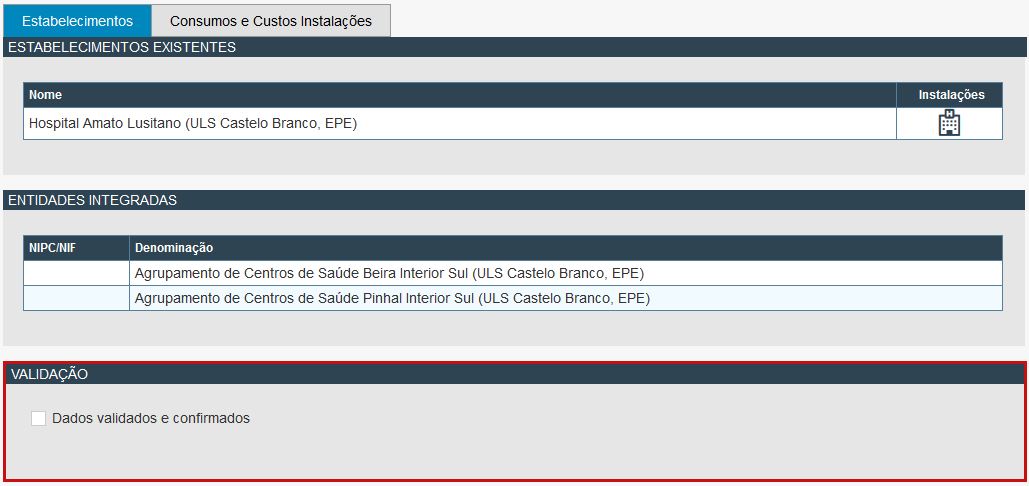 Estabelecimentos Consumos e Custos Instalações
ESTABELECIMENTOS EXISTENTES
Nome Instalações
Hospital Amato Lusitano (ULS Castelo Branco, EPE) H
ENTIDADES INTEGRADAS
NIPC/NIF Denominação
Agrupamento de Centros de Saúde Beira Interior Sul (ULS Castelo Branco, EPE)
Agrupamento de Centros de Saúde Pinhal Interior Sul (ULS Castelo Branco, EPE)
VALIDAÇÃO
Dados validados e confirmados